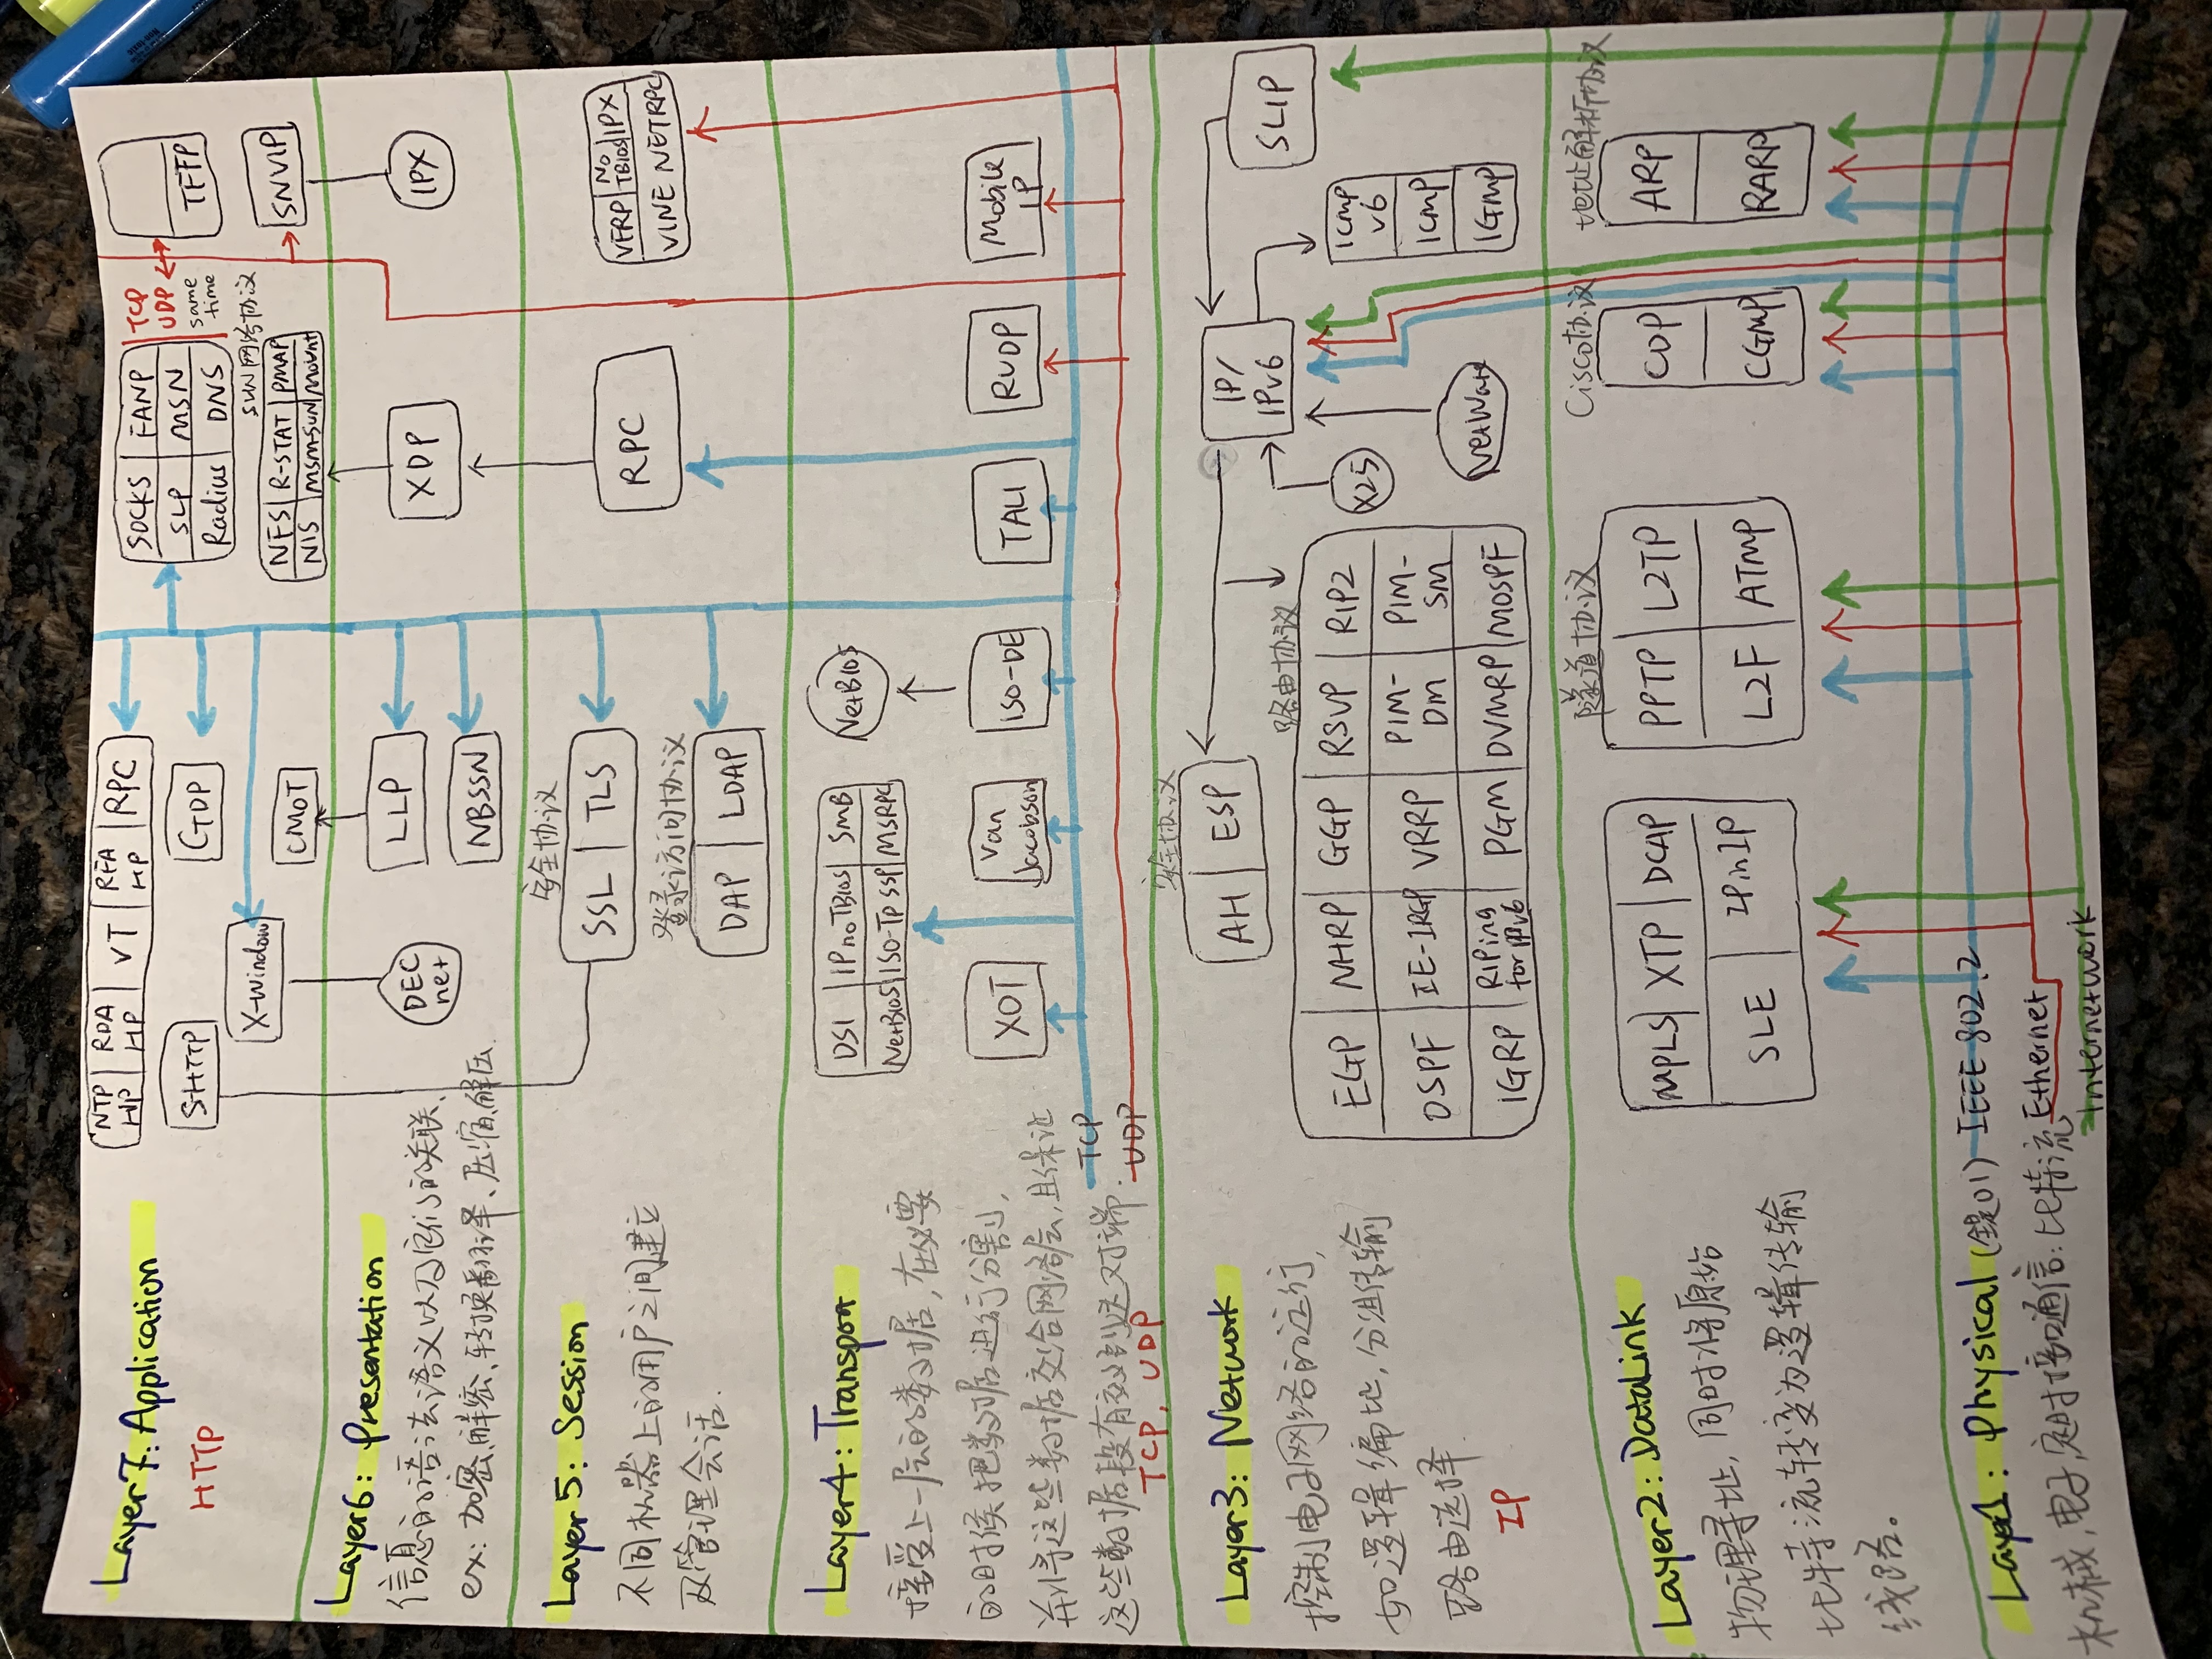 Layer7: Application
HTTP
NTP HP
RDA HP
VT
RFA HP
RPC
S-HTTP
GDP
X-Window
CMOT
SOCKS
FANP
SLP
MSN
Radius
DNS
TCP
UDP
same time
TFTP
SUN网络协议
NFS
R-STAT
PMAP
NIS
MSM-SUN
Mount
SNVIP
Layer6: Presentation
信息的语法语义以及它们的关联、
ex: 加密、解密、转换翻译、压缩、解压
DEC net
LLP
NBSSN
XDP
IPX
Layer5: Session
不同机器上的用户之间建立
及管理会话.
安全协议
SSL
TLS
登录访问协议
DAP
LDAP
RPC
VFRP
No TBios
IPX
VINE NETRPC
Layer4: Transport
接受上一层的数据, 在必要
的时候把数据进行分割,
并将这些数据交给网络层, 且保证
这些数据段有效到达对端.
TCP, UDP
DSI
IPnoTBios
SMB
NetBios
ISO-TP SSP
MSRPC
NetBios
XOT
Van Jacobson
ISO-DE
TALI
RUDP
Mobile IP
TCP
UDP
Layer3: Network
控制电子网络的运行,
如逻辑编址, 分组传输
路由选择.
IP
安全协议
AH
ESP
IP/
IPv6
SLIP
路由协议
EGP
NHRP
GGP
RSVP
RIP2
OSPF
IE-IRGP
VRRP
PIM-DM
PIM-SM
IGRP
RIPing for IPv6
PGM
DVMRP
MOSPF
X25
NetWare
ICMP v6
ICMP
IGMP
Layer2: DataLink
物理寻址, 同时将原始
比特流转变为逻辑传输
线路。
MPLS
XTP
DCAP
SLE
IPinIP
隧道协议
PPTP
L2TP
L2F
ATMP
Cisco协议
CDP
CGMP
地址解析协议
ARP
RARP
Layer1: Physical (鍉01) IEEE 802.2
机械, 电子, 定时接口通信: 比特流
Ethernet
Internetwork